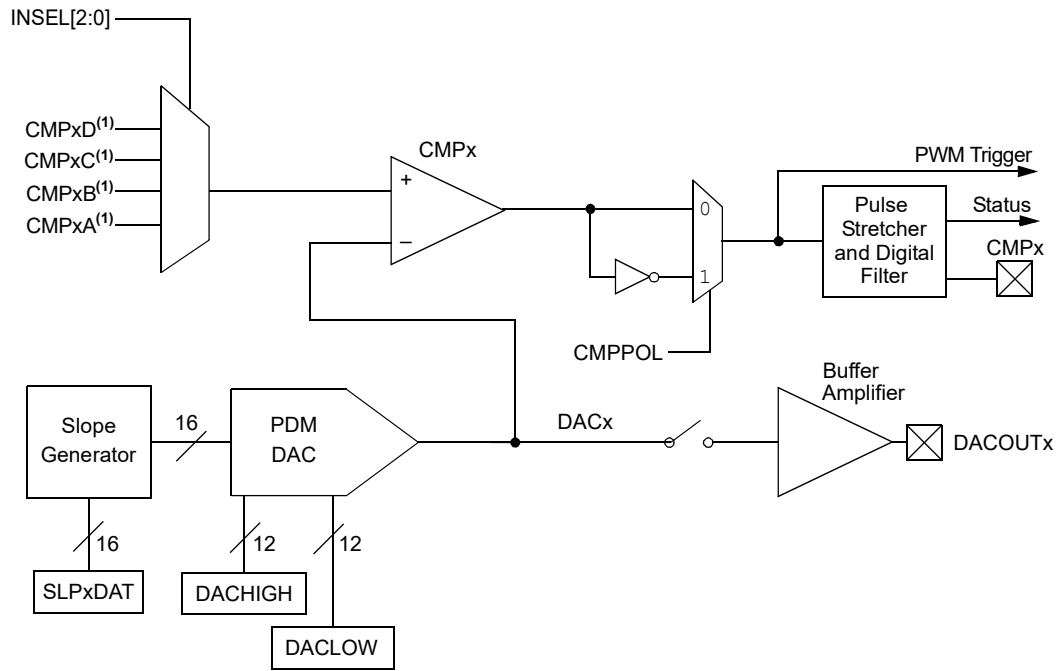 INSEL[2:0]
CMPxD(1)
CMPxC(1)
CMPxB(1)
CMPxA(1)
CMPx
+
–
0
1
CMPPOL
PWM Trigger
Pulse
Stretcher
and Digital
Filter
Status
CMPx
Slope
Generator
16
PDM
DAC
DACx
Buffer
Amplifier
DACOUTx
16
12
12
SLPxDAT
DACHIGH
DACLOW